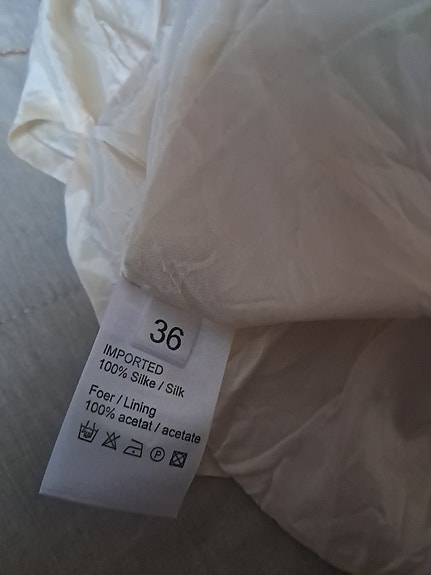 36
IMPORTED
100% Silke / Silk
Foer / Lining
100% acetat / acetate
P